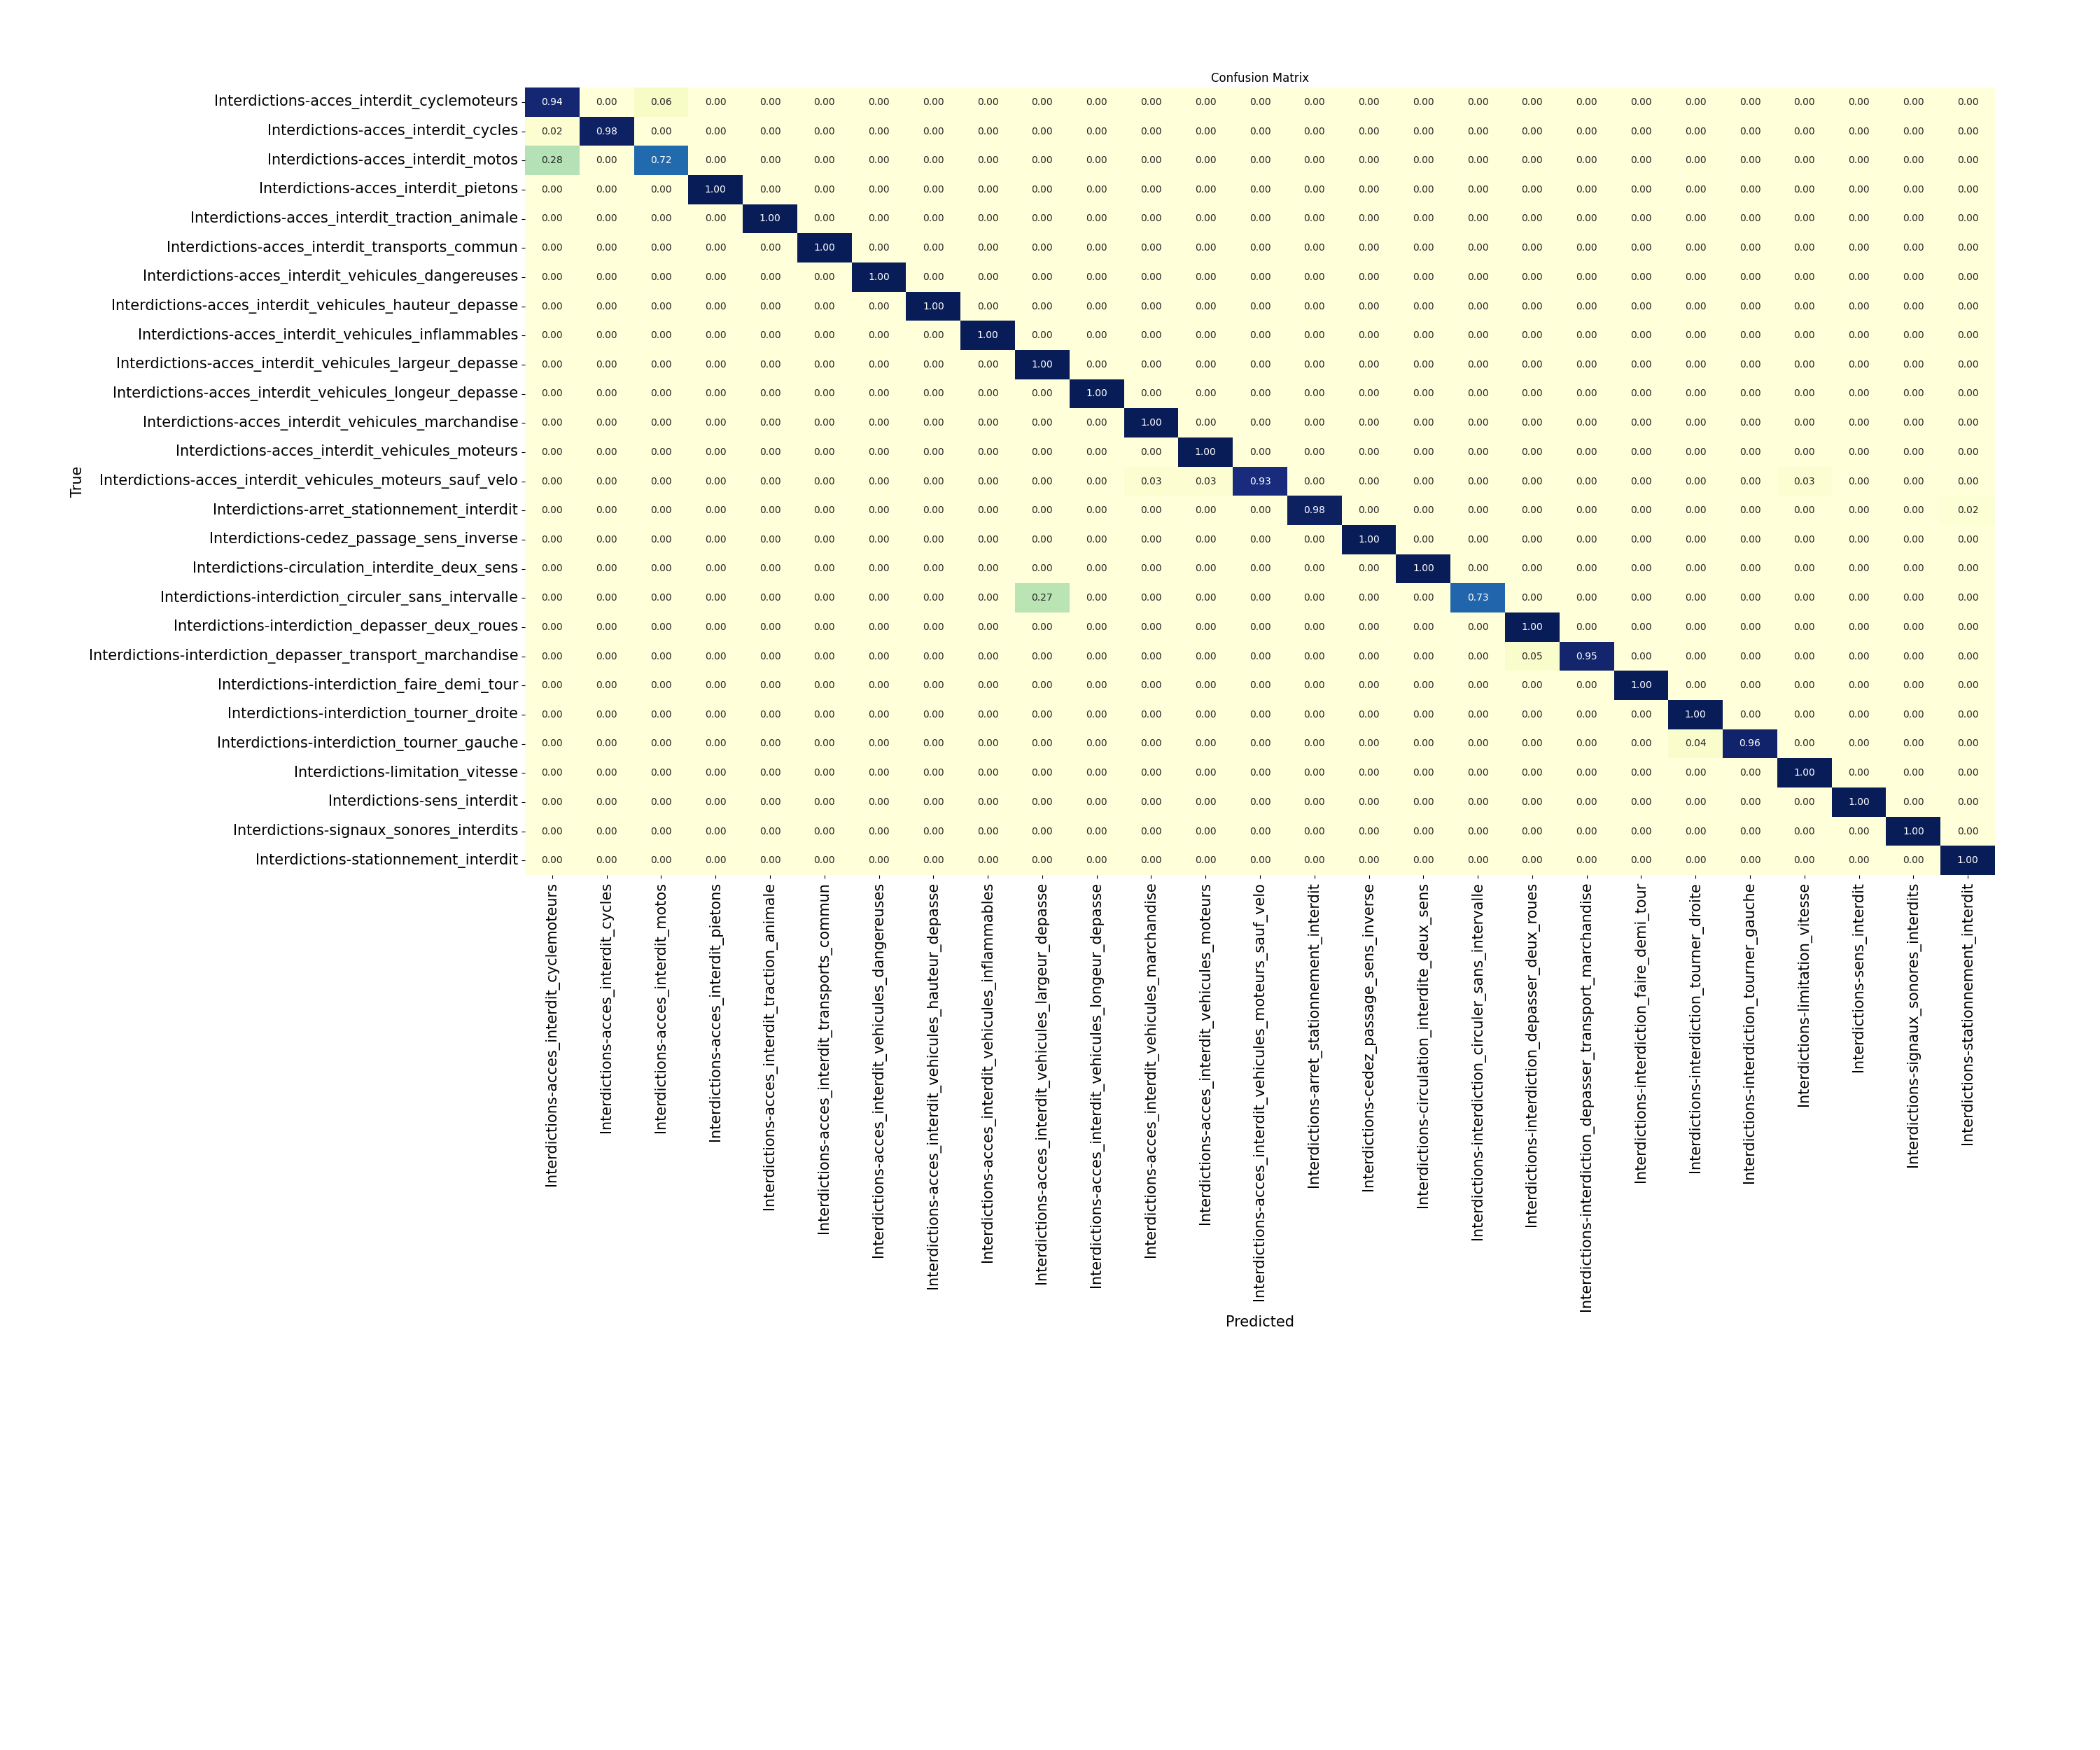 Confusion Matrix
Interdictions-acces_interdit_cyclemoteurs 0.94 0.00 0.06 0.00 0.00 0.00 0.00 0.00 0.00 0.00 0.00 0.00 0.00 0.00 0.00 0.00 0.00 0.00 0.00 0.00 0.00 0.00 0.00 0.00 0.00 0.00 0.00
Interdictions-acces_interdit_cycles 0.02 0.98 0.00 0.00 0.00 0.00 0.00 0.00 0.00 0.00 0.00 0.00 0.00 0.00 0.00 0.00 0.00 0.00 0.00 0.00 0.00 0.00 0.00 0.00 0.00 0.00 0.00
Interdictions-acces_interdit_motos 0.28 0.00 0.72 0.00 0.00 0.00 0.00 0.00 0.00 0.00 0.00 0.00 0.00 0.00 0.00 0.00 0.00 0.00 0.00 0.00 0.00 0.00 0.00 0.00 0.00 0.00 0.00
Interdictions-acces_interdit_pietons 0.00 0.00 0.00 1.00 0.00 0.00 0.00 0.00 0.00 0.00 0.00 0.00 0.00 0.00 0.00 0.00 0.00 0.00 0.00 0.00 0.00 0.00 0.00 0.00 0.00 0.00 0.00
Interdictions-acces_interdit_traction_animale 0.00 0.00 0.00 0.00 1.00 0.00 0.00 0.00 0.00 0.00 0.00 0.00 0.00 0.00 0.00 0.00 0.00 0.00 0.00 0.00 0.00 0.00 0.00 0.00 0.00 0.00 0.00
Interdictions-acces_interdit_transports_commun 0.00 0.00 0.00 0.00 0.00 1.00 0.00 0.00 0.00 0.00 0.00 0.00 0.00 0.00 0.00 0.00 0.00 0.00 0.00 0.00 0.00 0.00 0.00 0.00 0.00 0.00 0.00
Interdictions-acces_interdit_vehicules_dangereuses 0.00 0.00 0.00 0.00 0.00 0.00 1.00 0.00 0.00 0.00 0.00 0.00 0.00 0.00 0.00 0.00 0.00 0.00 0.00 0.00 0.00 0.00 0.00 0.00 0.00 0.00 0.00
Interdictions-acces_interdit_vehicules_hauteur_depasse 0.00 0.00 0.00 0.00 0.00 0.00 0.00 1.00 0.00 0.00 0.00 0.00 0.00 0.00 0.00 0.00 0.00 0.00 0.00 0.00 0.00 0.00 0.00 0.00 0.00 0.00 0.00
Interdictions-acces_interdit_vehicules_inflammables 0.00 0.00 0.00 0.00 0.00 0.00 0.00 0.00 1.00 0.00 0.00 0.00 0.00 0.00 0.00 0.00 0.00 0.00 0.00 0.00 0.00 0.00 0.00 0.00 0.00 0.00 0.00
Interdictions-acces_interdit_vehicules_largeur_depasse 0.00 0.00 0.00 0.00 0.00 0.00 0.00 0.00 0.00 1.00 0.00 0.00 0.00 0.00 0.00 0.00 0.00 0.00 0.00 0.00 0.00 0.00 0.00 0.00 0.00 0.00 0.00
Interdictions-acces_interdit_vehicules_longeur_depasse 0.00 0.00 0.00 0.00 0.00 0.00 0.00 0.00 0.00 0.00 1.00 0.00 0.00 0.00 0.00 0.00 0.00 0.00 0.00 0.00 0.00 0.00 0.00 0.00 0.00 0.00 0.00
Interdictions-acces_interdit_vehicules_marchandise 0.00 0.00 0.00 0.00 0.00 0.00 0.00 0.00 0.00 0.00 0.00 1.00 0.00 0.00 0.00 0.00 0.00 0.00 0.00 0.00 0.00 0.00 0.00 0.00 0.00 0.00 0.00
Interdictions-acces_interdit_vehicules_moteurs 0.00 0.00 0.00 0.00 0.00 0.00 0.00 0.00 0.00 0.00 0.00 0.00 1.00 0.00 0.00 0.00 0.00 0.00 0.00 0.00 0.00 0.00 0.00 0.00 0.00 0.00 0.00
True
Interdictions-acces_interdit_vehicules_moteurs_sauf_velo 0.00 0.00 0.00 0.00 0.00 0.00 0.00 0.00 0.00 0.00 0.00 0.03 0.03 0.93 0.00 0.00 0.00 0.00 0.00 0.00 0.00 0.00 0.00 0.03 0.00 0.00 0.00
Interdictions-arret_stationnement_interdit 0.00 0.00 0.00 0.00 0.00 0.00 0.00 0.00 0.00 0.00 0.00 0.00 0.00 0.00 0.98 0.00 0.00 0.00 0.00 0.00 0.00 0.00 0.00 0.00 0.00 0.00 0.02
Interdictions-cedez_passage_sens_inverse 0.00 0.00 0.00 0.00 0.00 0.00 0.00 0.00 0.00 0.00 0.00 0.00 0.00 0.00 0.00 1.00 0.00 0.00 0.00 0.00 0.00 0.00 0.00 0.00 0.00 0.00 0.00
Interdictions-circulation_interdite_deux_sens 0.00 0.00 0.00 0.00 0.00 0.00 0.00 0.00 0.00 0.00 0.00 0.00 0.00 0.00 0.00 0.00 1.00 0.00 0.00 0.00 0.00 0.00 0.00 0.00 0.00 0.00 0.00
Interdictions-interdiction_circuler_sans_intervalle 0.00 0.00 0.00 0.00 0.00 0.00 0.00 0.00 0.00 0.27 0.00 0.00 0.00 0.00 0.00 0.00 0.00 0.73 0.00 0.00 0.00 0.00 0.00 0.00 0.00 0.00 0.00
Interdictions-interdiction_depasser_deux_roues 0.00 0.00 0.00 0.00 0.00 0.00 0.00 0.00 0.00 0.00 0.00 0.00 0.00 0.00 0.00 0.00 0.00 0.00 1.00 0.00 0.00 0.00 0.00 0.00 0.00 0.00 0.00
Interdictions-interdiction_depasser_transport_marchandise 0.00 0.00 0.00 0.00 0.00 0.00 0.00 0.00 0.00 0.00 0.00 0.00 0.00 0.00 0.00 0.00 0.00 0.00 0.05 0.95 0.00 0.00 0.00 0.00 0.00 0.00 0.00
Interdictions-interdiction_faire_demi_tour 0.00 0.00 0.00 0.00 0.00 0.00 0.00 0.00 0.00 0.00 0.00 0.00 0.00 0.00 0.00 0.00 0.00 0.00 0.00 0.00 1.00 0.00 0.00 0.00 0.00 0.00 0.00
Interdictions-interdiction_tourner_droite 0.00 0.00 0.00 0.00 0.00 0.00 0.00 0.00 0.00 0.00 0.00 0.00 0.00 0.00 0.00 0.00 0.00 0.00 0.00 0.00 0.00 1.00 0.00 0.00 0.00 0.00 0.00
Interdictions-interdiction_tourner_gauche 0.00 0.00 0.00 0.00 0.00 0.00 0.00 0.00 0.00 0.00 0.00 0.00 0.00 0.00 0.00 0.00 0.00 0.00 0.00 0.00 0.00 0.04 0.96 0.00 0.00 0.00 0.00
Interdictions-limitation_vitesse 0.00 0.00 0.00 0.00 0.00 0.00 0.00 0.00 0.00 0.00 0.00 0.00 0.00 0.00 0.00 0.00 0.00 0.00 0.00 0.00 0.00 0.00 0.00 1.00 0.00 0.00 0.00
Interdictions-sens_interdit 0.00 0.00 0.00 0.00 0.00 0.00 0.00 0.00 0.00 0.00 0.00 0.00 0.00 0.00 0.00 0.00 0.00 0.00 0.00 0.00 0.00 0.00 0.00 0.00 1.00 0.00 0.00
Interdictions-signaux_sonores_interdits 0.00 0.00 0.00 0.00 0.00 0.00 0.00 0.00 0.00 0.00 0.00 0.00 0.00 0.00 0.00 0.00 0.00 0.00 0.00 0.00 0.00 0.00 0.00 0.00 0.00 1.00 0.00
Interdictions-stationnement_interdit 0.00 0.00 0.00 0.00 0.00 0.00 0.00 0.00 0.00 0.00 0.00 0.00 0.00 0.00 0.00 0.00 0.00 0.00 0.00 0.00 0.00 0.00 0.00 0.00 0.00 0.00 1.00
Interdictions-acces_interdit_cyclemoteurs
Interdictions-acces_interdit_cycles
Interdictions-acces_interdit_motos
Interdictions-acces_interdit_pietons
Interdictions-acces_interdit_traction_animale
Interdictions-acces_interdit_transports_commun
Interdictions-acces_interdit_vehicules_dangereuses
Interdictions-acces_interdit_vehicules_hauteur_depasse
Interdictions-acces_interdit_vehicules_inflammables
Interdictions-acces_interdit_vehicules_largeur_depasse
Interdictions-acces_interdit_vehicules_longeur_depasse
Interdictions-acces_interdit_vehicules_marchandise
Interdictions-acces_interdit_vehicules_moteurs
Interdictions-acces_interdit_vehicules_moteurs_sauf_velo
Interdictions-arret_stationnement_interdit
Interdictions-cedez_passage_sens_inverse
Interdictions-circulation_interdite_deux_sens
Interdictions-interdiction_circuler_sans_intervalle
Interdictions-interdiction_depasser_deux_roues
Interdictions-interdiction_depasser_transport_marchandise
Interdictions-interdiction_faire_demi_tour
Interdictions-interdiction_tourner_droite
Interdictions-interdiction_tourner_gauche
Interdictions-limitation_vitesse
Interdictions-sens_interdit
Interdictions-signaux_sonores_interdits
Interdictions-stationnement_interdit
Predicted